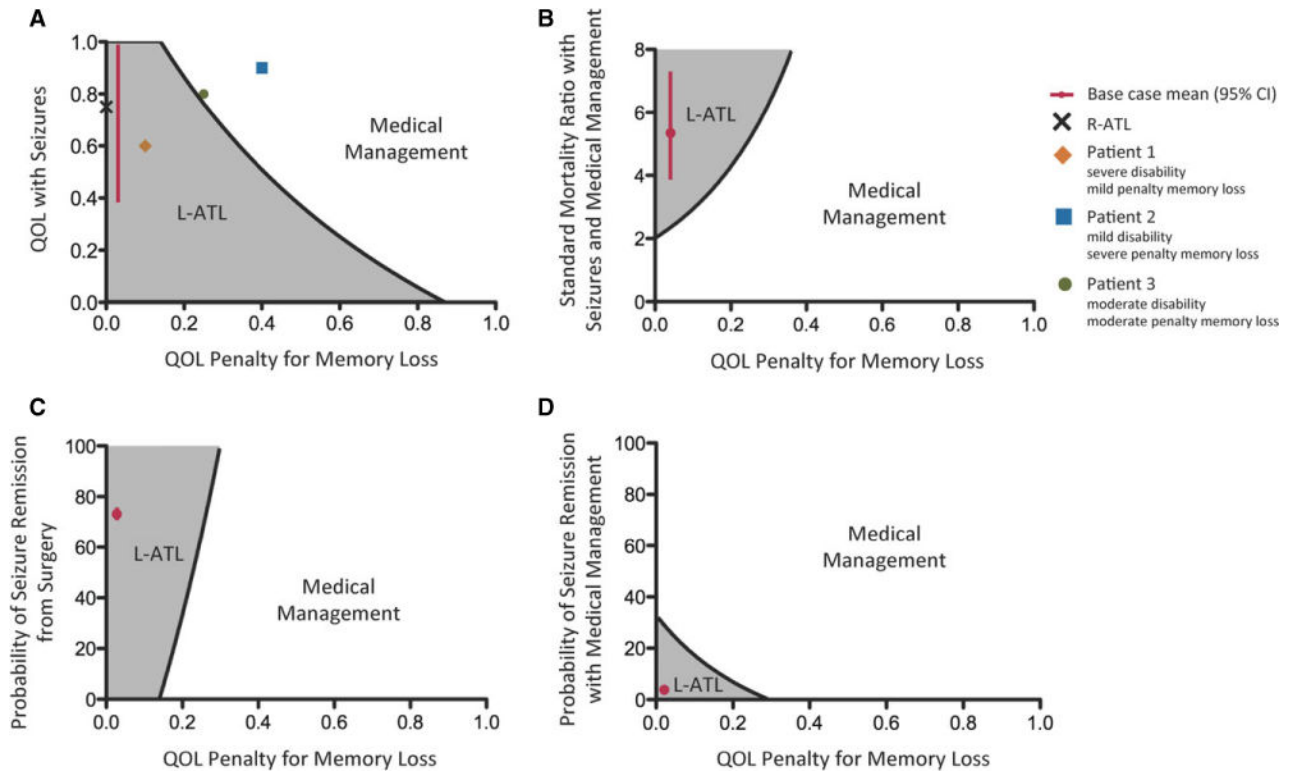 A
QOL with Seizures
1.0
0.8
0.6
0.4
0.2
0.0
L-ATL
Medical
Management
0.0 0.2 0.4 0.6 0.8 1.0
QOL Penalty for Memory Loss
B
Standard Mortality Ratio with
Seizures and Medical Management
8
6
4
2
0
L-ATL
Medical
Management
0.0 0.2 0.4 0.6 0.8 1.0
QOL Penalty for Memory Loss
Base case mean (95% CI)
R-ATL
Patient 1
severe disability
mild penalty memory loss
Patient 2
mild disability
severe penalty memory loss
Patient 3
moderate disability
moderate penalty memory loss
C
Probability of Seizure Remission
from Surgery
100
80
60
40
20
0
L-ATL
Medical
Management
0.0 0.2 0.4 0.6 0.8 1.0
QOL Penalty for Memory Loss
D
Probability of Seizure Remission
with Medical Management
100
80
60
40
20
0
L-ATL
Medical
Management
0.0 0.2 0.4 0.6 0.8 1.0
QOL Penalty for Memory Loss